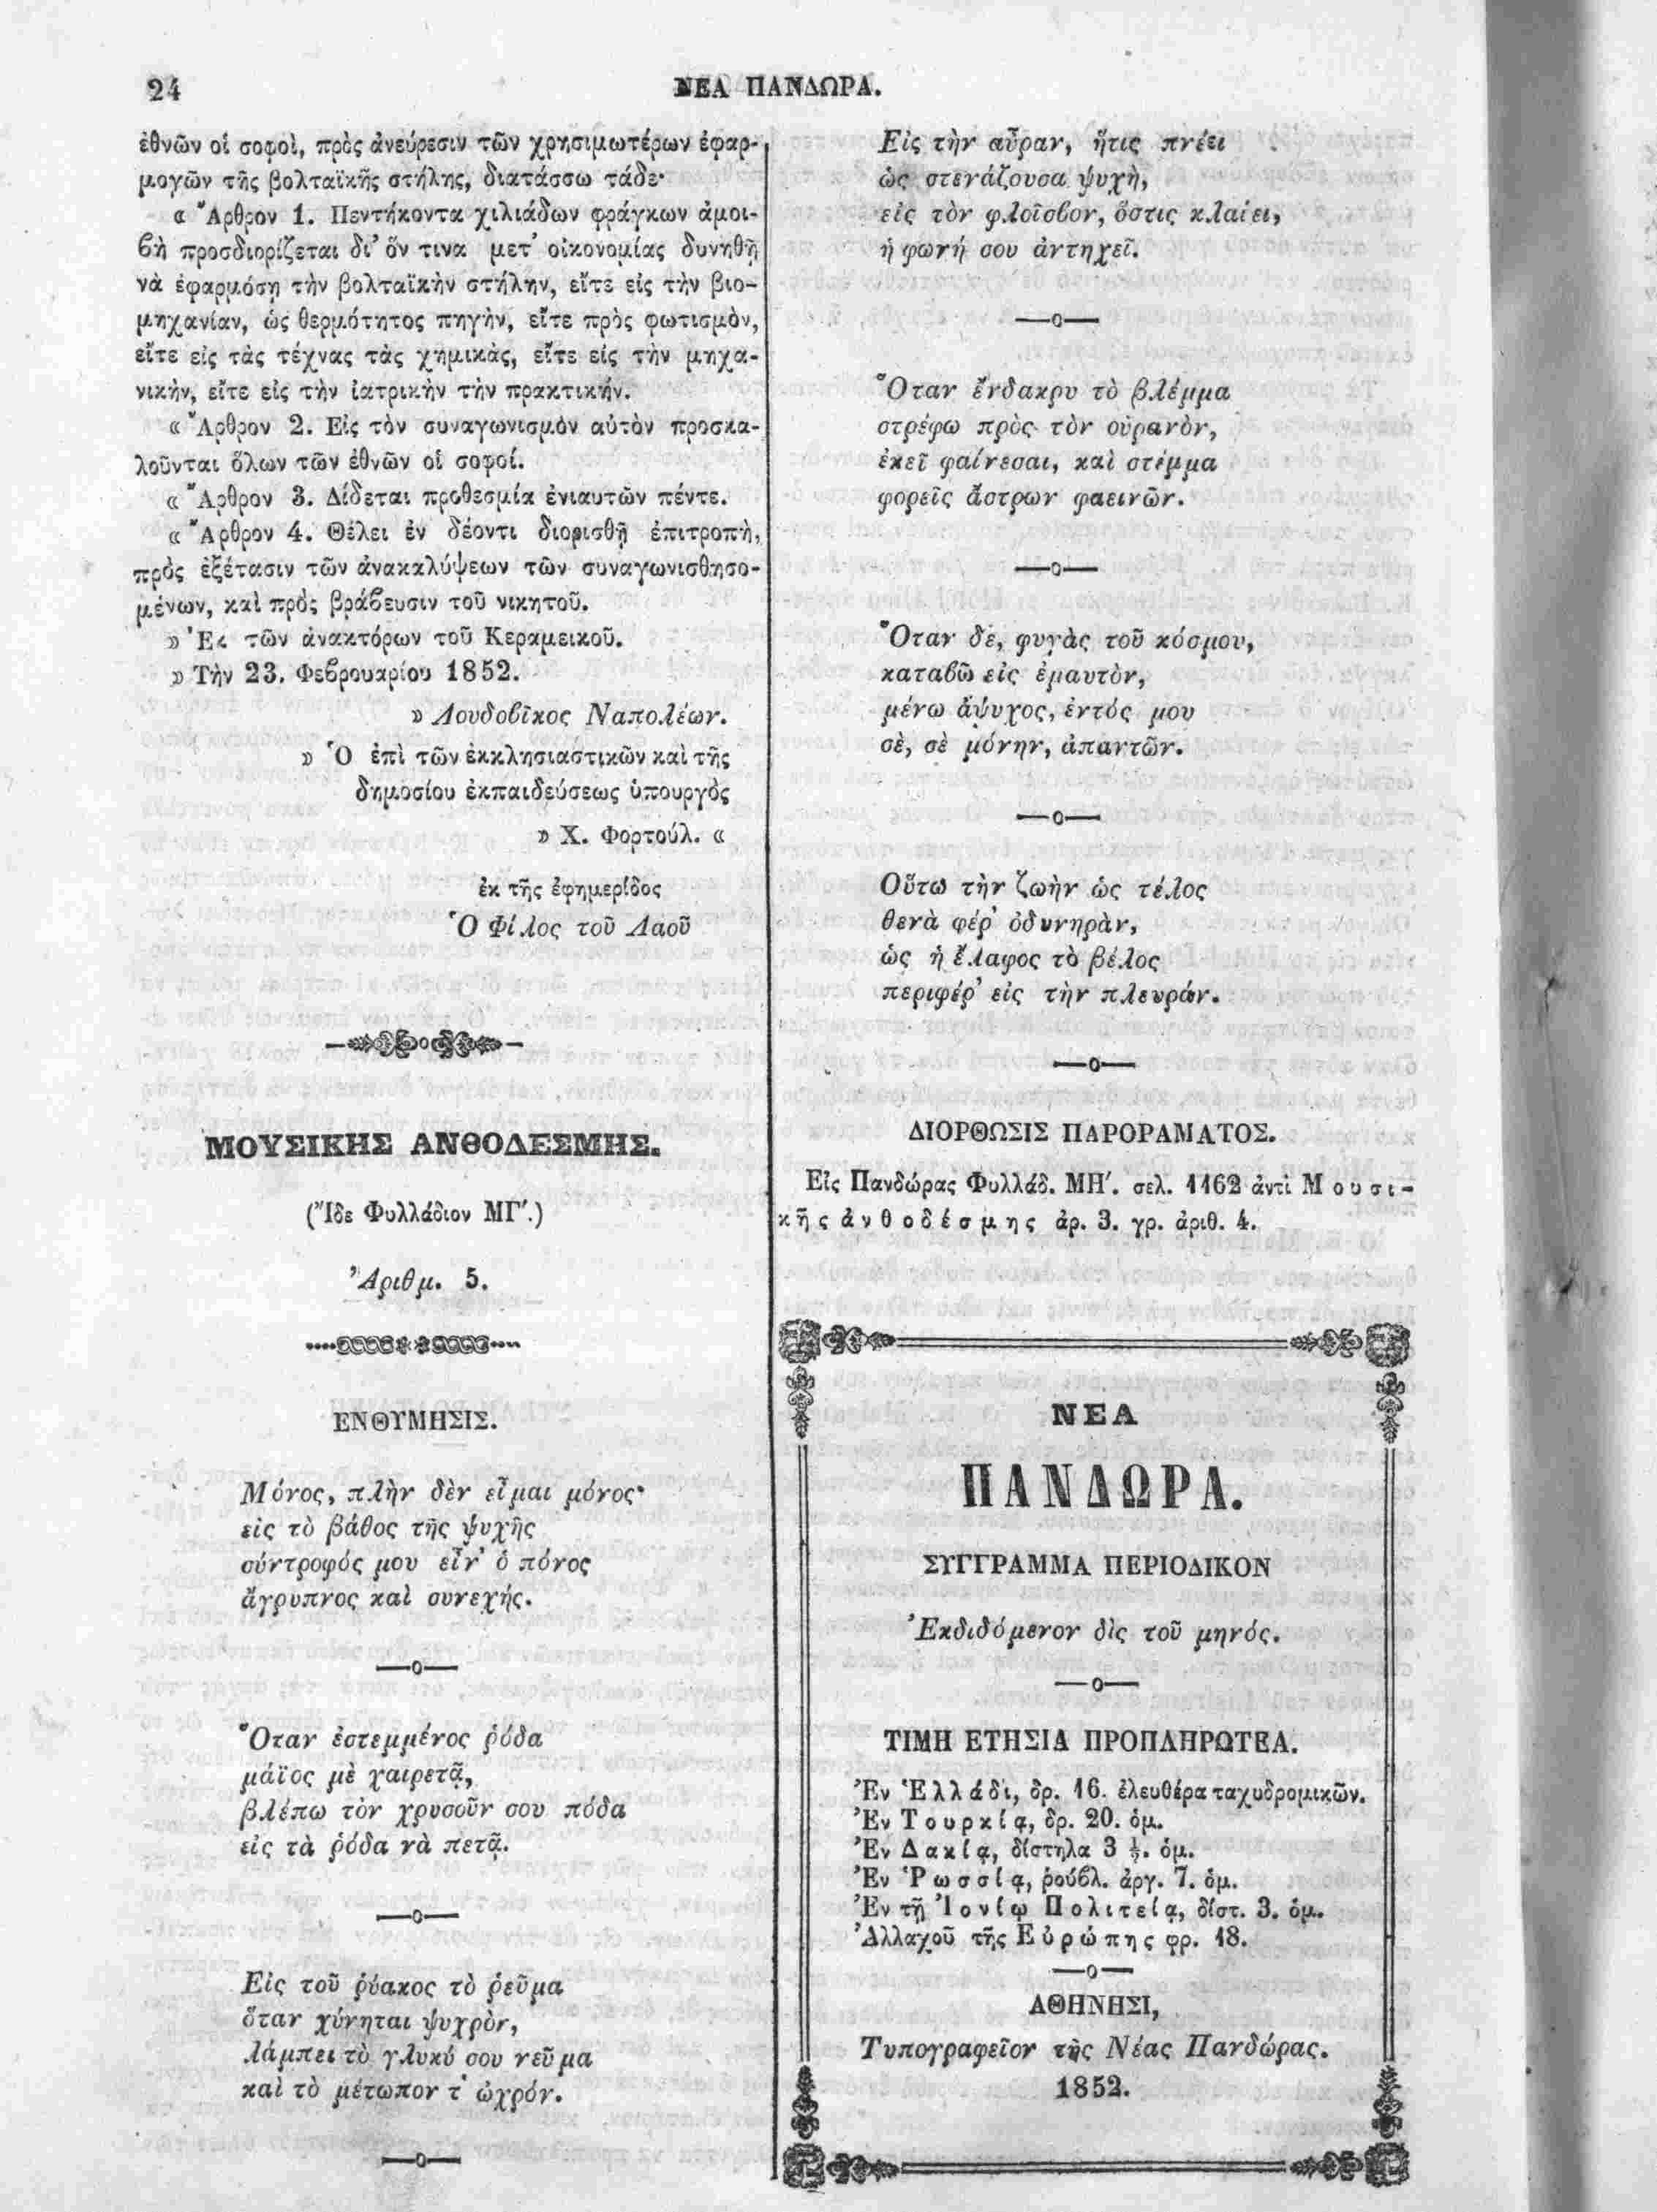 24
ΝΕΑ ΠΑΝΔΩΡΑ.
ἐθνῶν οἱ σοφοὶ, πρὸς ἀνεύρεσιν τῶν χρησιμωτέρων ἐφαρ-
μογῶν τῆς βολταϊκῆς στήλης, διατάσσω τάδε·
« Ἄρθρον 1. Πεντήκοντα χιλιάδων φράγκων ἀμοι-
βὴ προσδιορίζεται δι’ ὅν τινα μετ’ οἰκονομίας δυνηθῇ
νὰ ἐφαρμόσῃ τὴν βολταϊκὴν στήλην, εἴτε εἰς τὴν βιο-
μηχανίαν, ὡς θερμότητος πηγὴν, εἴτε πρὸς φωτισμὸν,
εἴτε εἰς τὰς τέχνας τὰς χημικὰς, εἴτε εἰς τὴν μηχα-
νικὴν, εἴτε εἰς τὴν ἰατρικὴν τὴν πρακτικήν.
« Ἄρθρον 2. Εἰς τὸν συναγωνισμὸν αὐτὸν προσκα-
λοῦνται ὅλων τῶν ἐθνῶν οἱ σοφοί.
« Ἄρθρον 3. Δίδεται προθεσμία ἐνιαυτῶν πέντε.
« Ἄρθρον 4. Θέλει ἐν δέοντι διορισθῆ ἐπιτροπὴ,
πρὸς ἐξέτασιν τῶν ἀνακαλύψεων τῶν συναγωνισθησο-
μένων, καὶ πρὸς βράβευσιν τοῦ νικητοῦ.
» Ἐκ τῶν ἀνακτόρων τοῦ Κεραμεικοῦ.
» Τὴν 23. Φεβρουαρίου 1852.
» Λουδοβῖκος Ναπολέων.
» Ὁ ἐπὶ τῶν ἐκκλησιαστικῶν καὶ τῆς
δημοσίου ἐκπαιδεύσεως ὑπουργὸς
» Χ. Φορτούλ. «
ἐκ τῆς ἐφημερίδος
Ὁ Φίλος τοῦ Λαοῦ
ΜΟΥΣΙΚΗΣ ΑΝΘΟΔΕΣΜΗΣ.
(Ἴδε Φυλλάδιον ΜΓ΄.)
Ἀριθμ. 5.
ΕΝΘΥΜΗΣΙΣ.
Μόνος, πλὴν δὲν εἶμαι μόνος·
εἰς τὸ βάθος τῆς ψυχῆς
σύντροφός μου εἶν’ ὁ πόνος
ἄγρυπνος καὶ συνεχής.
Ὅταν ἐστεμμένος ῥόδα
μάϊος μὲ χαιρετᾷ,
βλέπω τὸν χρυσοῦν σου πόδα
εἰς τὰ ῥόδα νὰ πετᾷ.
Εἰς τοῦ ῥύακος τὸ ῥεῦμα
ὅταν χύνηται ψυχρὸν,
λάμπει τὸ γλυκύ σου νεῦμα
καὶ τὸ μέτωπον τ’ ὠχρόν.
Εἰς τὴν αὔραν, ἥτις πνέει
ὡς στενάζουσα ψυχὴ,
εἰς τὸν φλοῖσβον, ὅστις κλαίει,
ἡ φωνή σου ἀντηχεῖ.
Ὅταν ἔνδακρυ τὸ βλέμμα
στρέφω πρὸς τὸν οὐρανὸν,
ἐκεῖ φαίνεσαι, καὶ στέμμα
φορεῖς ἄστρων φαεινῶν.
Ὅταν δὲ, φυγὰς τοῦ κόσμου,
καταβῶ εἰς ἐμαυτὸν,
μένω ἄψυχος, ἐντός μου
σὲ, σὲ μόνην, ἀπαντῶν.
Οὕτω τὴν ζωὴν ὡς τέλος
θενὰ φέρ’ ὀδυνηρὰν,
ὡς ἡ ἔλαφος τὸ βέλος
περιφέρ’ εἰς τὴν πλευράν.
ΔΙΟΡΘΩΣΙΣ ΠΑΡΟΡΑΜΑΤΟΣ.
Εἰς Πανδώρας Φυλλάδ. ΜΗ΄. σελ. 1162 ἀντὶ Μουσι-
κῆς ἀνθοδέσμης ἀρ. 3. γρ. ἀριθ. 4.
ΝΕΑ
ΠΑΝΔΩΡΑ.
ΣΥΓΓΡΑΜΜΑ ΠΕΡΙΟΔΙΚΟΝ
Ἐκδιδόμενον δὶς τοῦ μηνός.
ΤΙΜΗ ΕΤΗΣΙΑ ΠΡΟΠΛΗΡΩΤΕΑ.
Ἐν Ἑλλάδι, δρ. 16. ἐλευθέρα ταχυδρομικῶν.
Ἐν Τουρκίᾳ, δρ. 20. ὁμ.
Ἐν Δακίᾳ, δίστηλα 3 ½. ὁμ.
Ἐν Ῥωσσίᾳ, ῥούβλ. ἀργ. 7. ὁμ.
Ἐν τῇ Ἰονίῳ Πολιτείᾳ, δίστ. 3. ὁμ.
Ἀλλαχοῦ τῆς Εὐρώπης φρ. 18.
ΑΘΗΝΗΣΙ,
Τυπογραφεῖον τῆς Νέας Πανδώρας.
1852.